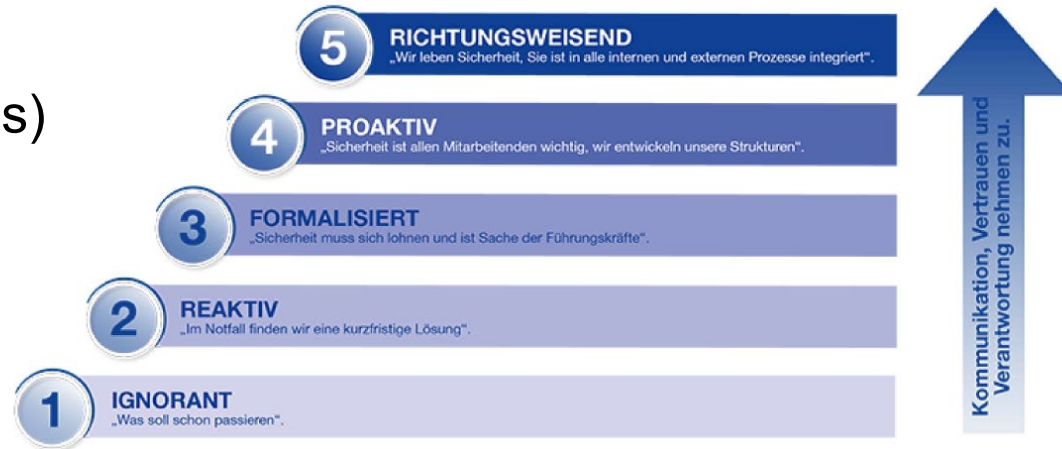 5
RICHTUNGSWEISEND
„Wir leben Sicherheit, Sie ist in alle internen und externen Prozesse integriert“.
s)
4
PROAKTIV
„Sicherheit ist allen Mitarbeitenden wichtig, wir entwickeln unsere Strukturen“.
3
FORMALISIERT
„Sicherheit muss sich lohnen und ist Sache der Führungskräfte“.
2
REAKTIV
„Im Notfall finden wir eine kurzfristige Lösung“.
1
IGNORANT
„Was soll schon passieren“.
Kommunikation, Vertrauen und
Verantwortung nehmen zu.